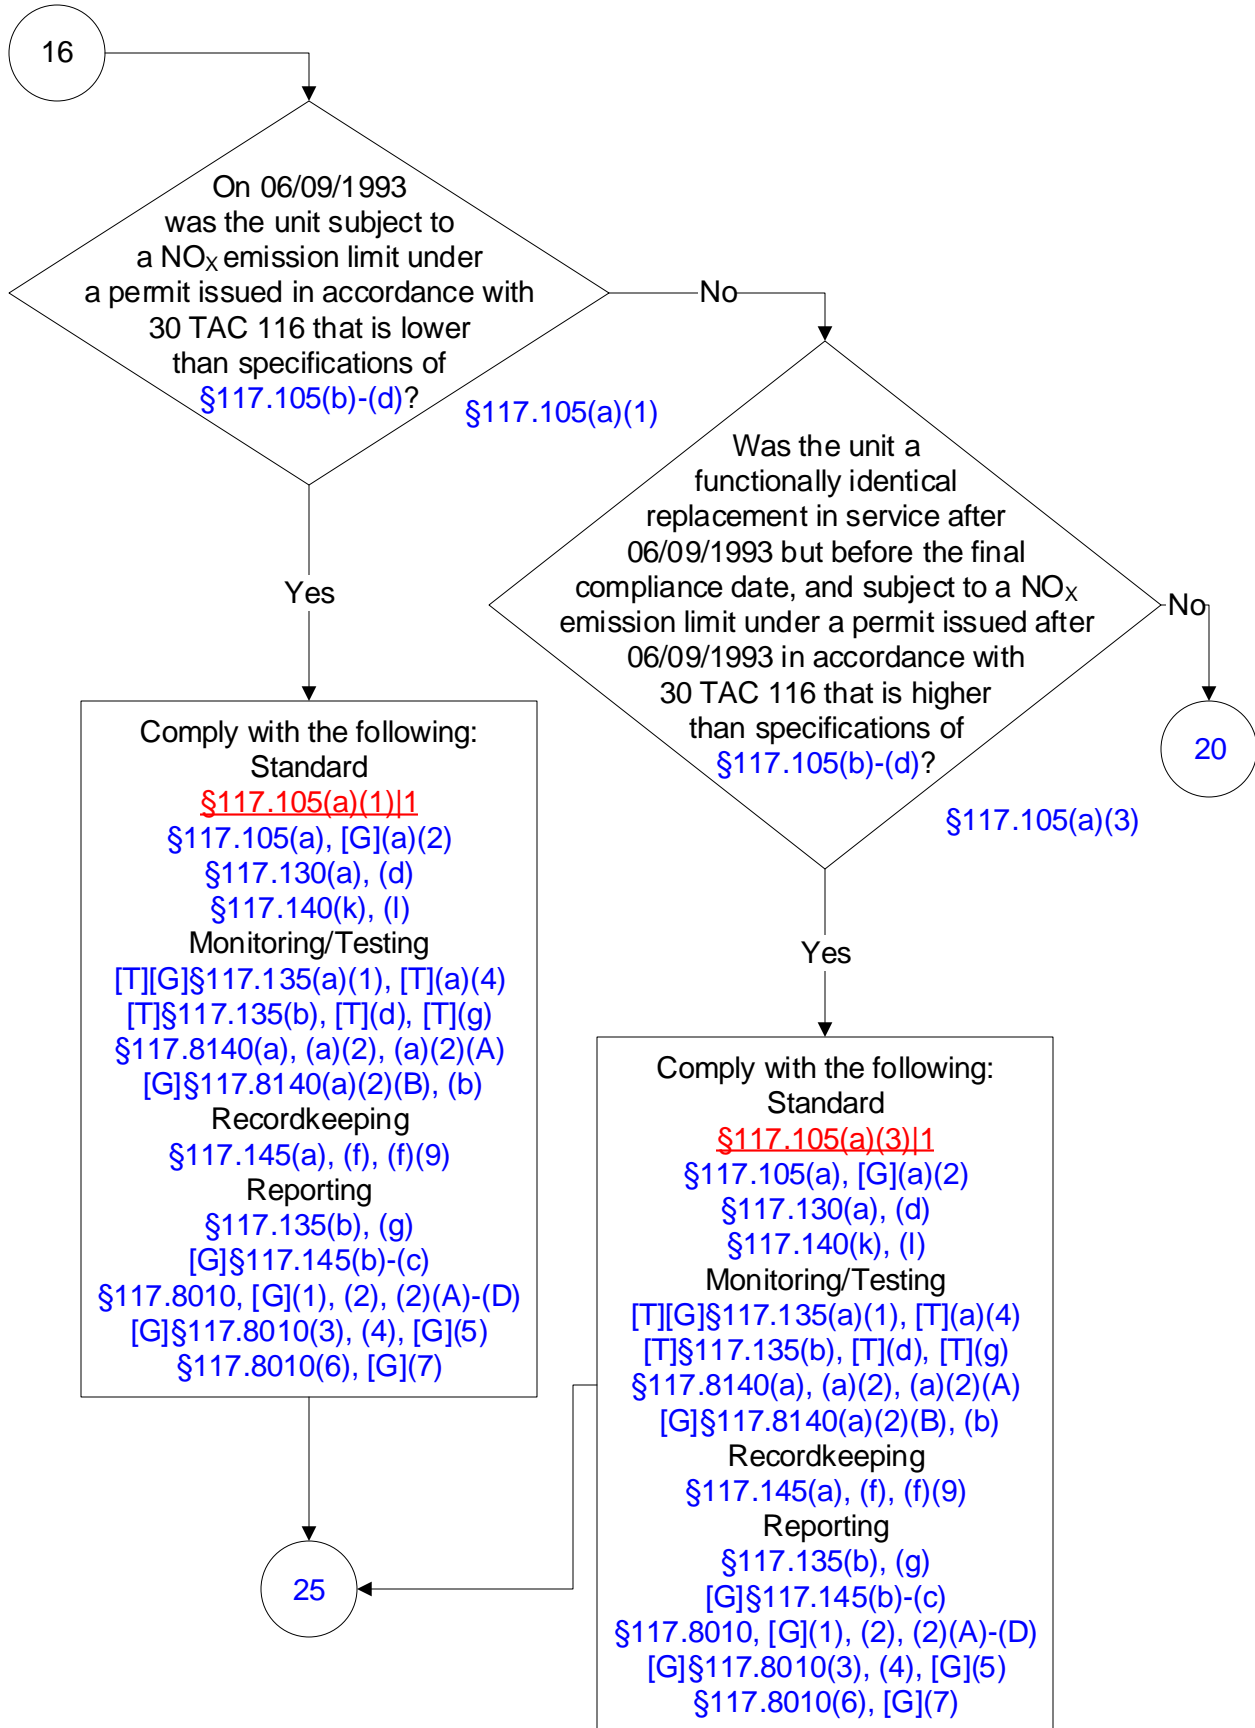 16
On 06/09/1993
was the unit subject to
a NOX emission limit under
a permit issued in accordance with
30 TAC 116 that is lower
than specifications of
§117.105(b)-(d)?
§117.105(a)(1)
No
Yes
Was the unit a
functionally identical
replacement in service after
06/09/1993 but before the final
compliance date, and subject to a NOX
emission limit under a permit issued after
06/09/1993 in accordance with
30 TAC 116 that is higher
than specifications of
§117.105(b)-(d)?
§117.105(a)(3)
No
20
Yes
Comply with the following:
Standard
§117.105(a)(1)|1
§117.105(a), [G](a)(2)
§117.130(a), (d)
§117.140(k), (l)
Monitoring/Testing
[T][G]§117.135(a)(1), [T](a)(4)
[T]§117.135(b), [T](d), [T](g)
§117.8140(a), (a)(2), (a)(2)(A)
[G]§117.8140(a)(2)(B), (b)
Recordkeeping
§117.145(a), (f), (f)(9)
Reporting
§117.135(b), (g)
[G]§117.145(b)-(c)
§117.8010, [G](1), (2), (2)(A)-(D)
[G]§117.8010(3), (4), [G](5)
§117.8010(6), [G](7)
Comply with the following:
Standard
§117.105(a)(3)|1
§117.105(a), [G](a)(2)
§117.130(a), (d)
§117.140(k), (l)
Monitoring/Testing
[T][G]§117.135(a)(1), [T](a)(4)
[T]§117.135(b), [T](d), [T](g)
§117.8140(a), (a)(2), (a)(2)(A)
[G]§117.8140(a)(2)(B), (b)
Recordkeeping
§117.145(a), (f), (f)(9)
Reporting
§117.135(b), (g)
[G]§117.145(b)-(c)
§117.8010, [G](1), (2), (2)(A)-(D)
[G]§117.8010(3), (4), [G](5)
§117.8010(6), [G](7)
25